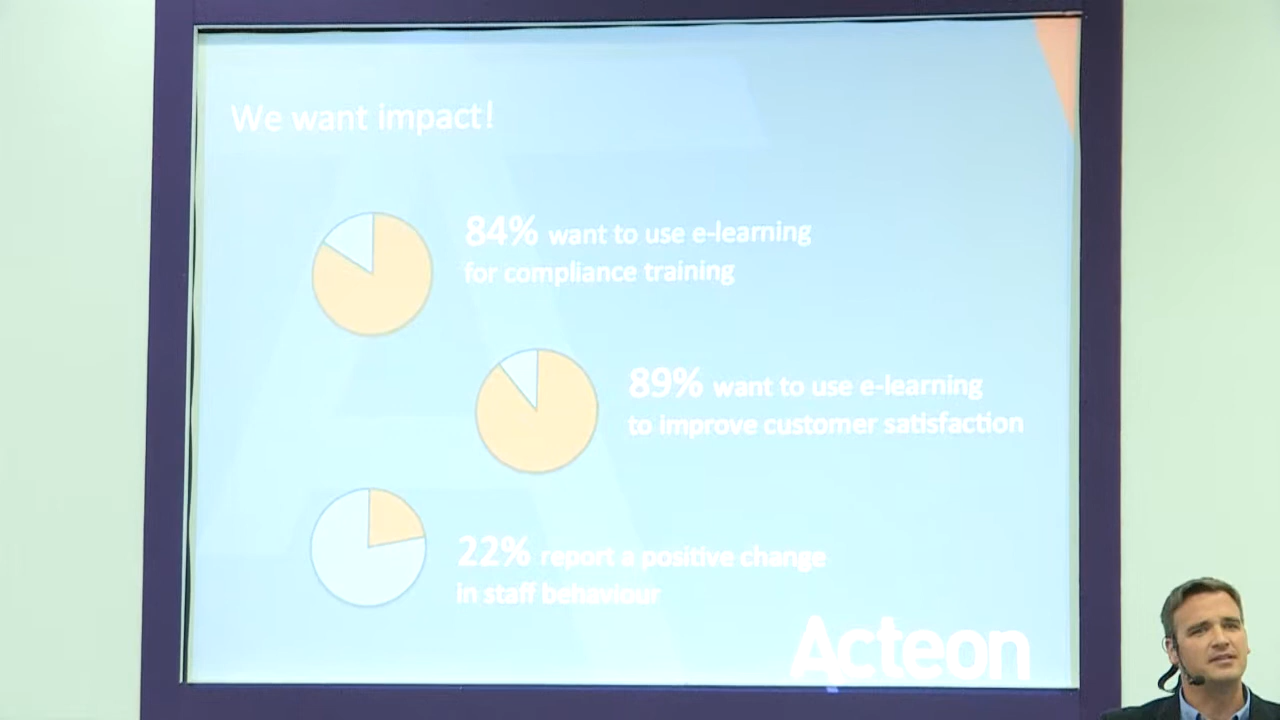 We want impact!
84% want to use e-learning
for compliance training
89% want to use e-learning
to improve customer satisfaction
22% report a positive change
in staff behaviour
Acteon